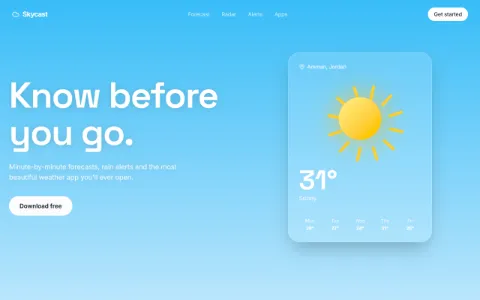 Skycast
Forecast Radar Alerts Apps
Get started
Know before
you go.
Minute-by-minute forecasts, rain alerts and the most
beautiful weather app you'll ever open.
Download free
Amman, Jordan
31°
Sunny